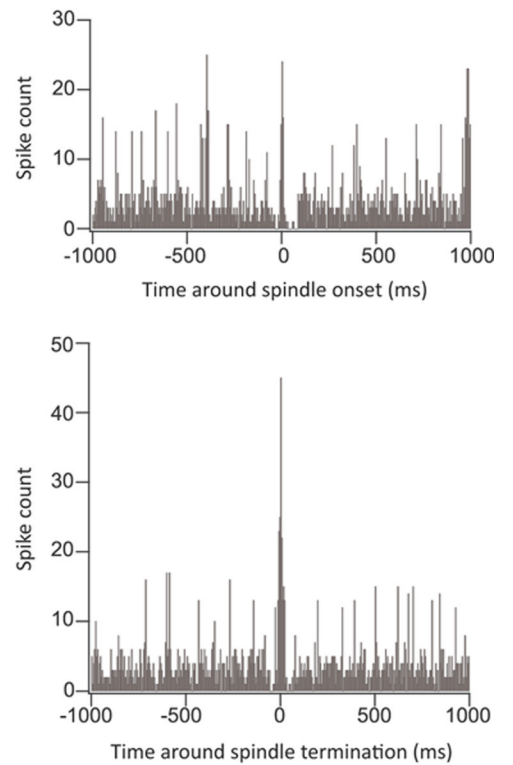 30
20
10
0
Spike count
-1000 -500 0 500 1000
Time around spindle onset (ms)
50
40
30
20
10
0
Spike count
-1000 -500 0 500 1000
Time around spindle termination (ms)